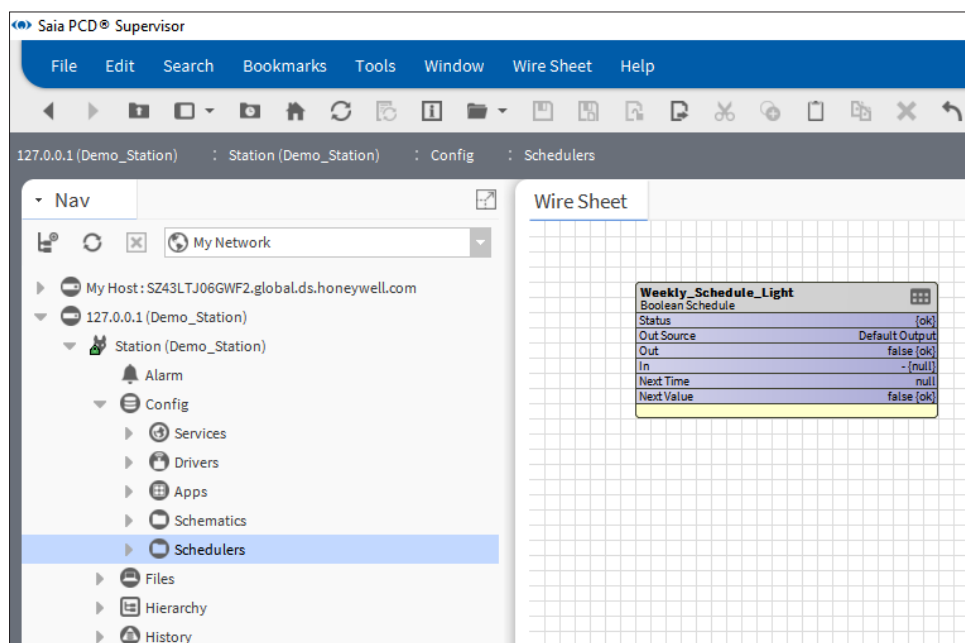 Saia PCD® Supervisor
File Edit Search Bookmarks Tools Window Wire Sheet Help
127.0.0.1 (Demo_Station) : Station (Demo_Station) : Config : Schedulers
Nav
My Network
My Host : SZ43LTJ06GWF2.global.ds.honeywell.com
127.0.0.1 (Demo_Station)
Station (Demo_Station)
Alarm
Config
Services
Drivers
Apps
Schematics
Schedulers
Files
Hierarchy
History
Wire Sheet
Weekly_Schedule_Light
Boolean Schedule
Status {ok}
Out Source Default Output
Out false {ok}
In - {null}
Next Time null
Next Value false {ok}